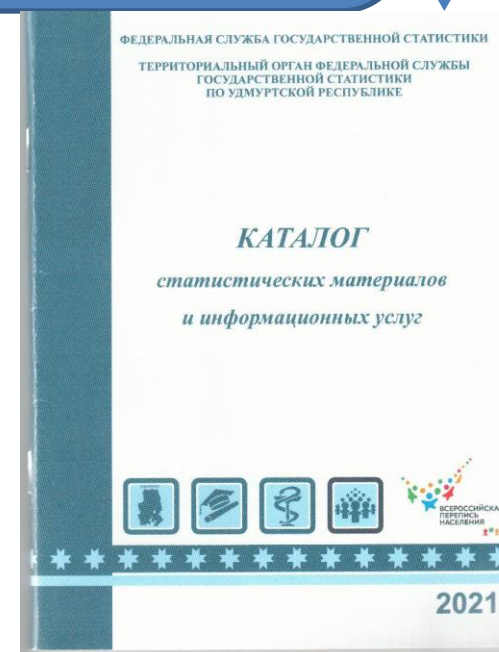 ФЕДЕРАЛЬНАЯ СЛУЖБА ГОСУДАРСТВЕННОЙ СТАТИСТИКИ
ТЕРРИТОРИАЛЬНЫЙ ОРГАН ФЕДЕРАЛЬНОЙ СЛУЖБЫ
ГОСУДАРСТВЕННОЙ СТАТИСТИКИ
ПО УДМУРТСКОЙ РЕСПУБЛИКЕ
КАТАЛОГ
статистических материалов
и информационных услуг
ВСЕРОССИЙСКА
ПЕРЕПИСЬ
НАСЕЛЕНИЯ
2021